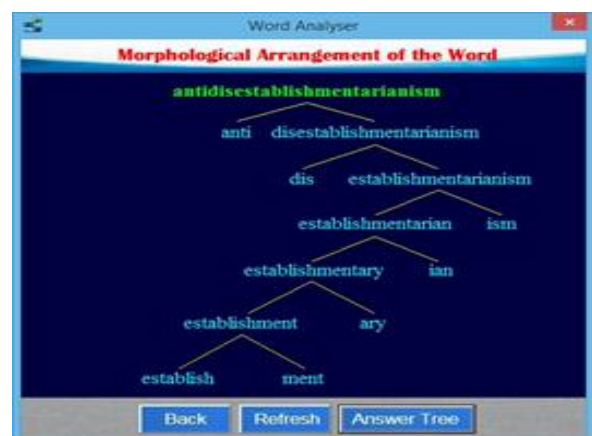 Word Analyser
Morphological Arrangement of the Word
antidisestablishmentarianism
anti disestablishmentarianism
dis establishmentarianism
establishmentarian ism
establishmentary ian
establishment ary
establish ment
Back Refresh Answer Tree